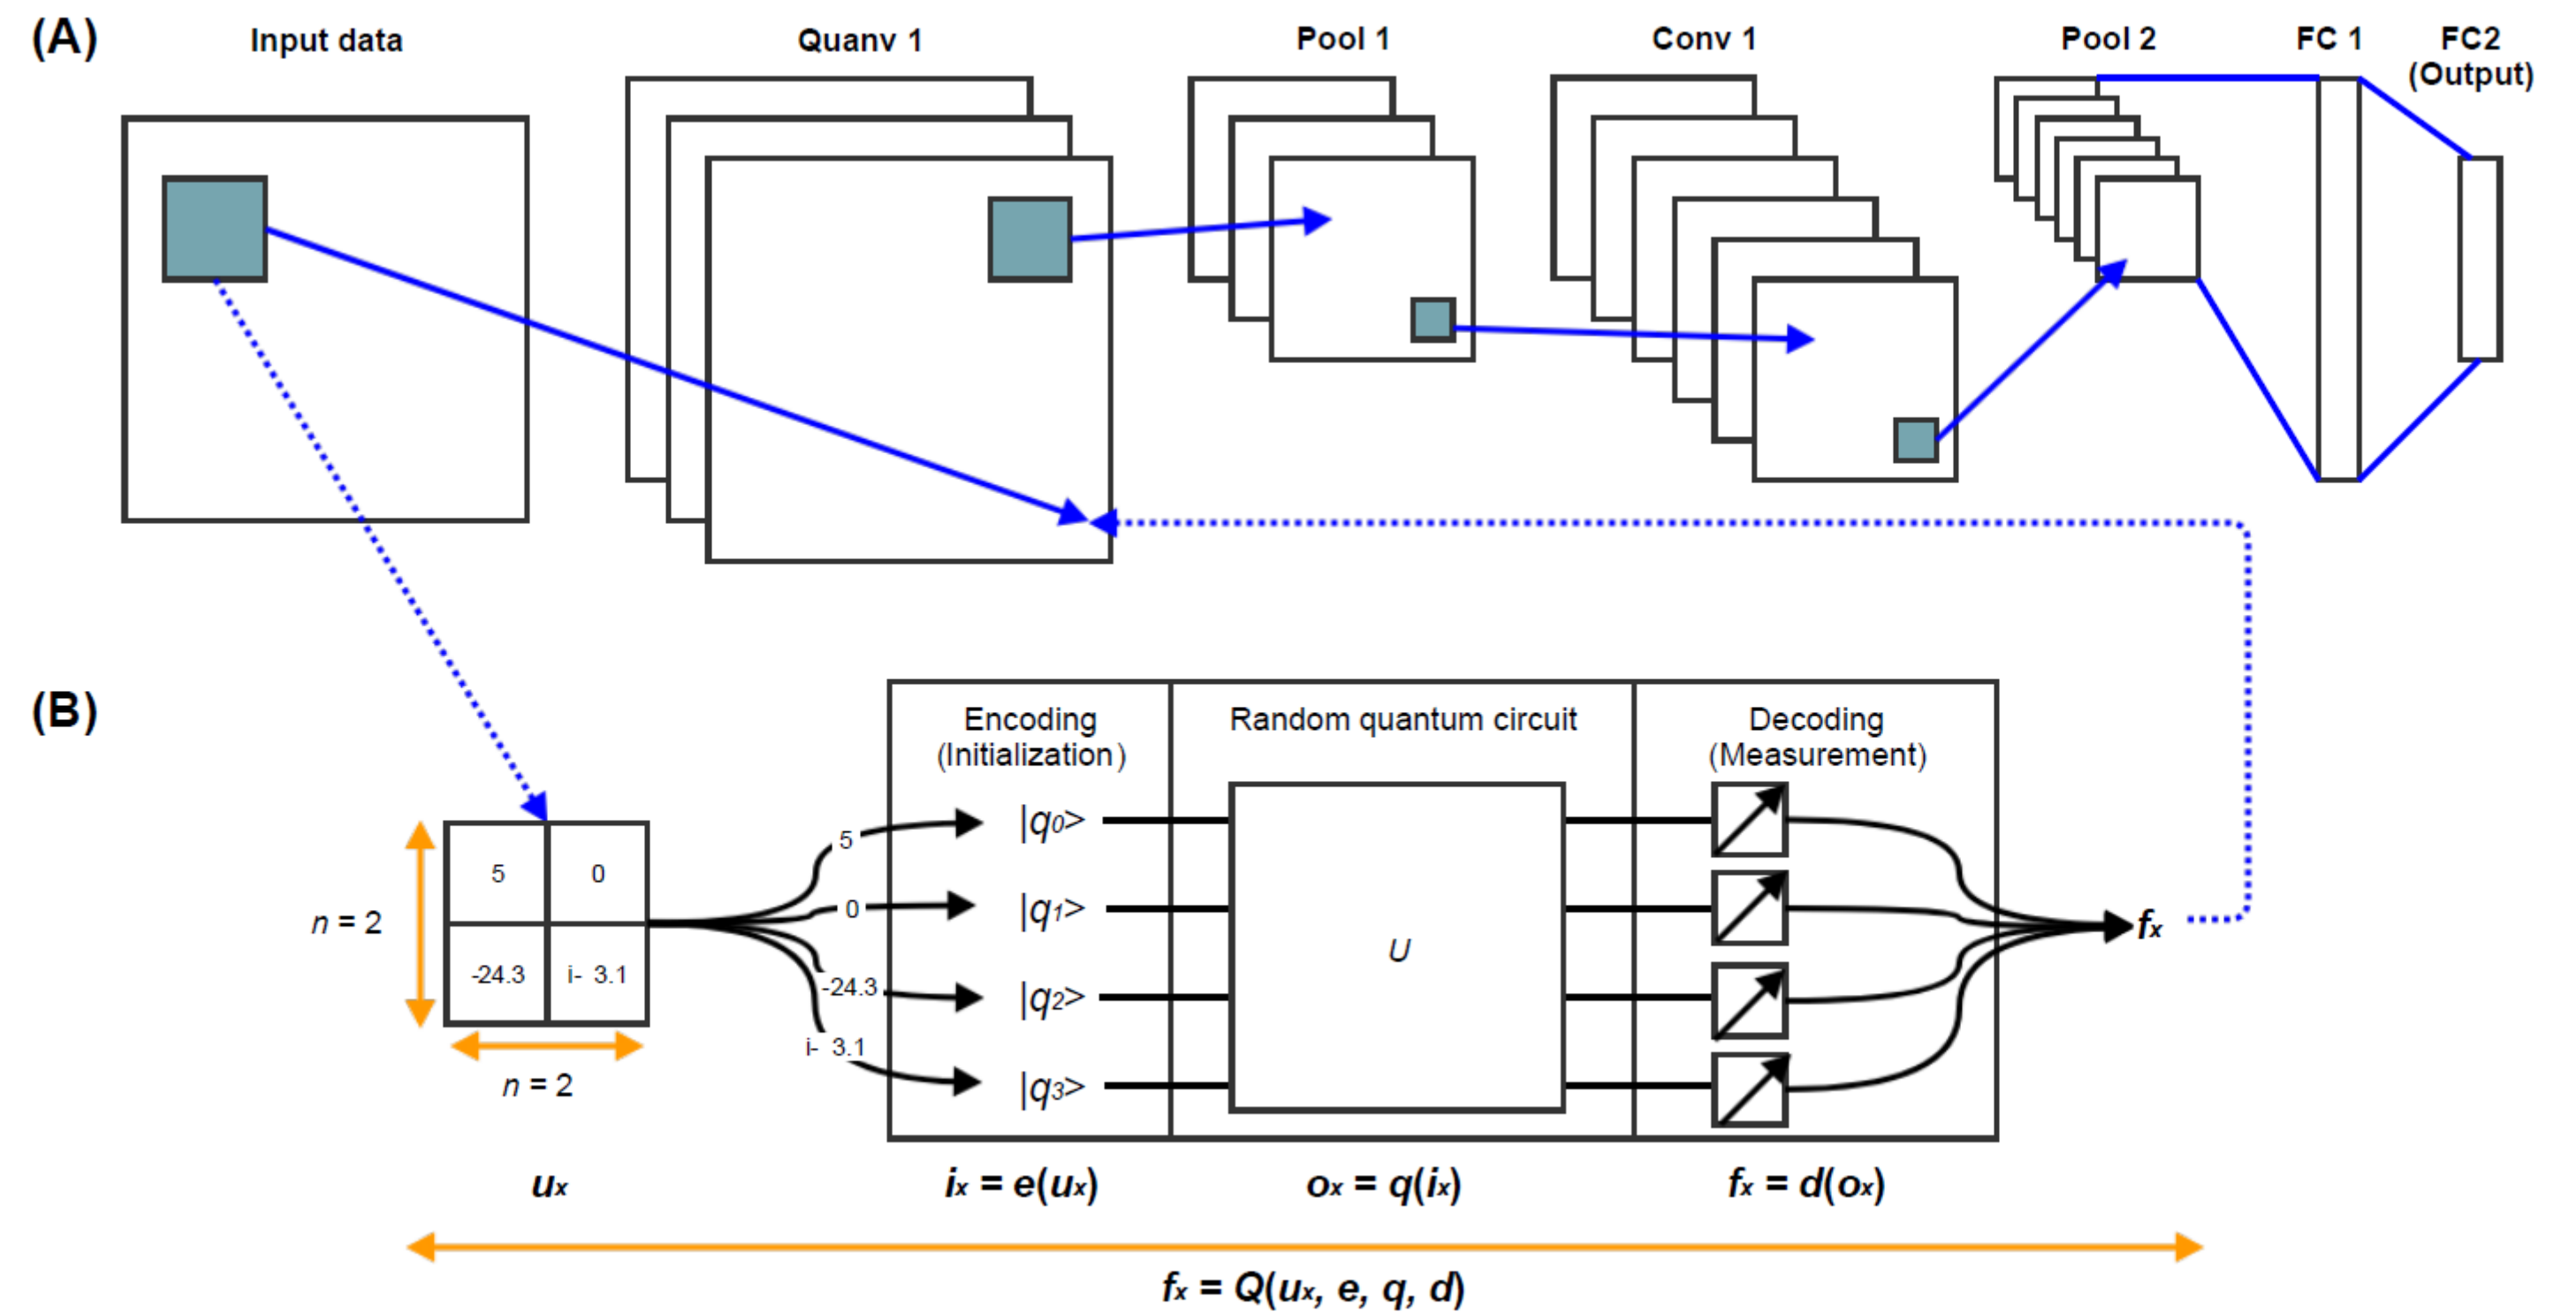 (A)
Input data
Quanv 1
Pool 1
Conv 1
Pool 2
FC 1
FC2
(Output)
(B)
Encoding
(Initialization)
Random quantum circuit
Decoding
(Measurement)
5 0
-24.3 i- 3.1
n = 2
n = 2
5
0
-24.3
i- 3.1
|q0>
|q1>
|q2>
|q3>
U
fx
ux
ix = e(ux)
ox = q(ix)
fx = d(ox)
fx = Q(ux, e, q, d)